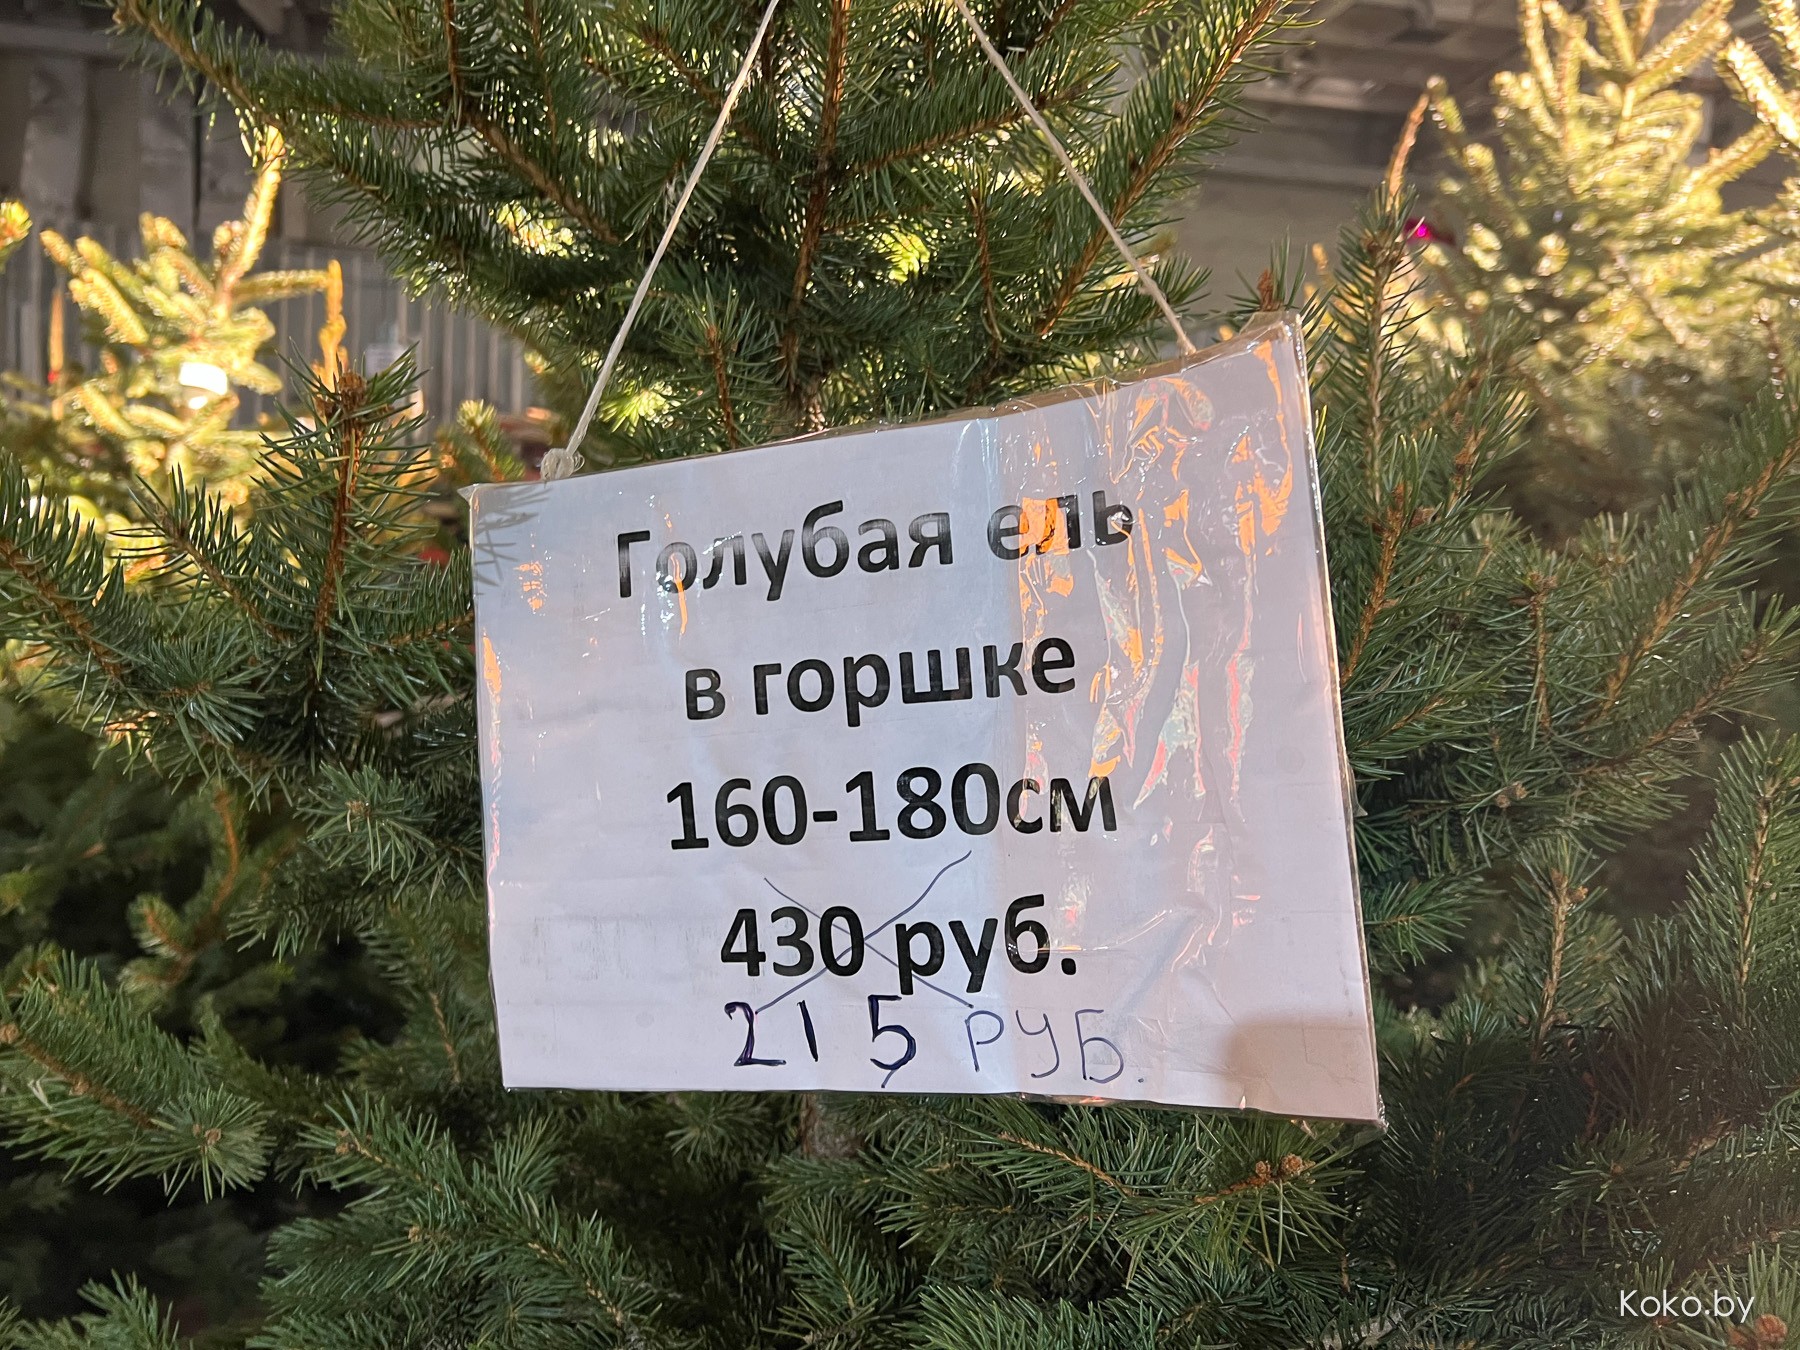 Голубая ель
в горшке
160-180см
430 руб.
215 РУБ.
Koko.by